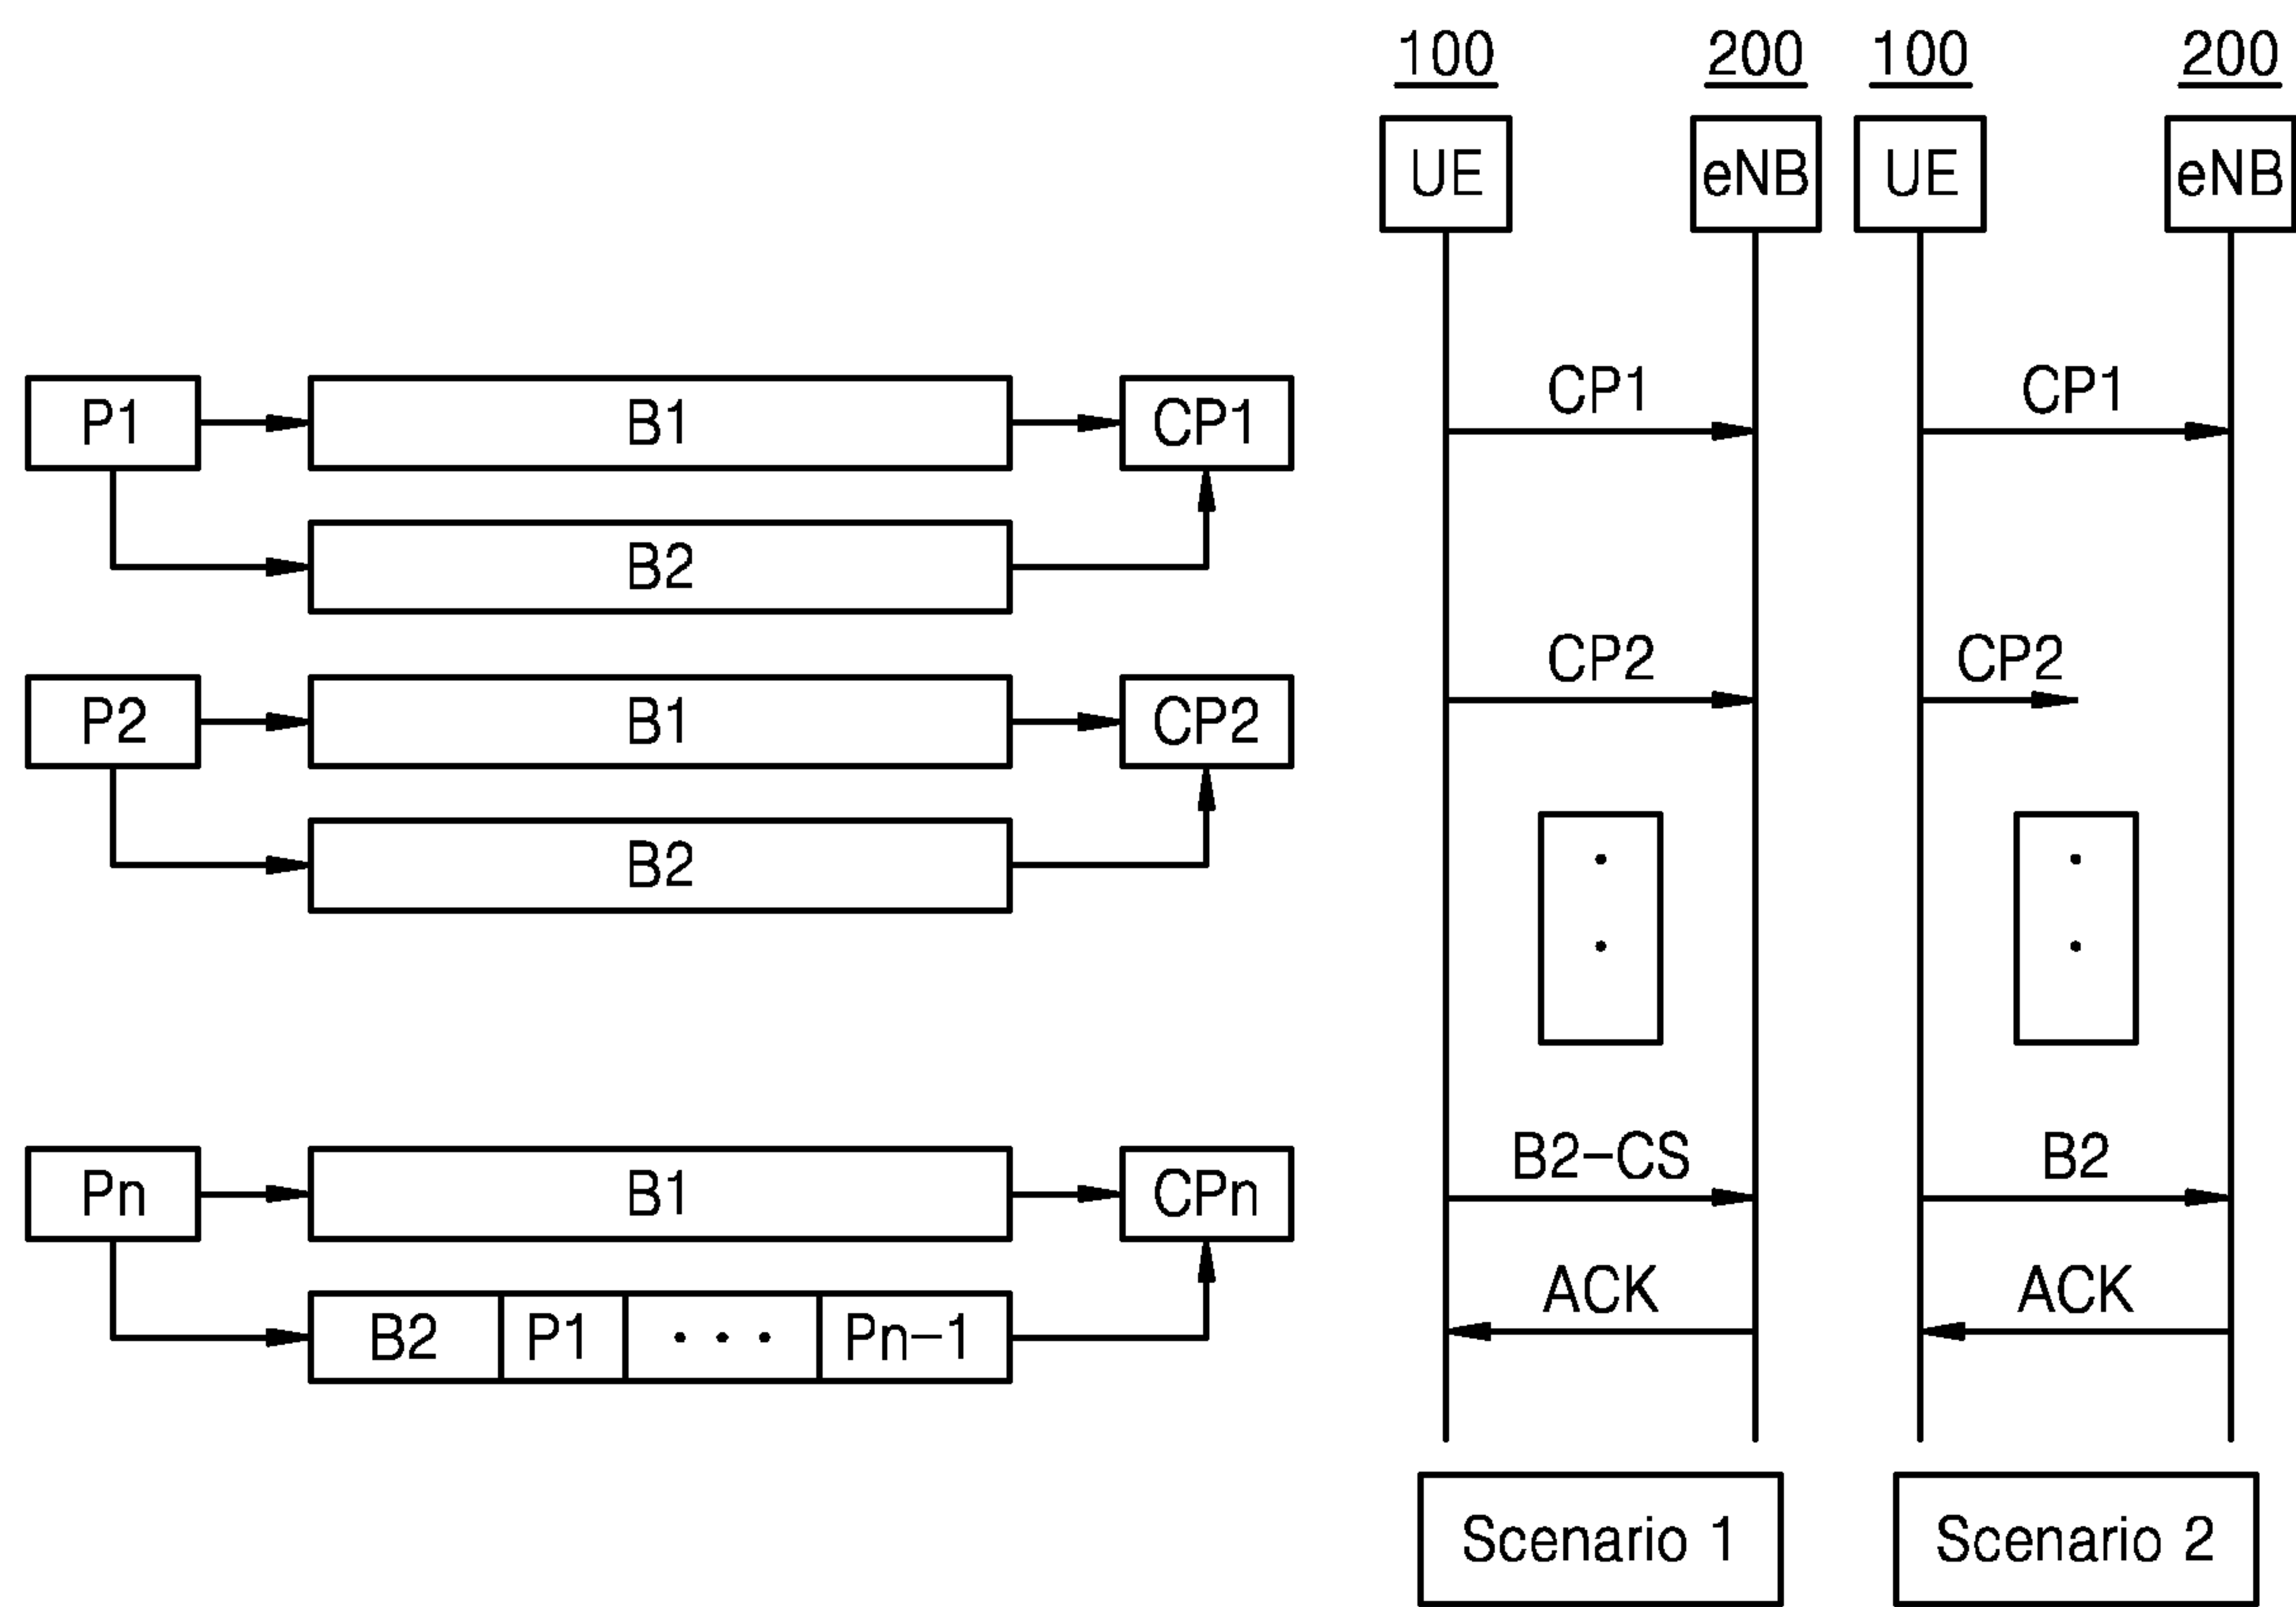 100 200 100 200
UE eNB UE eNB
P1 B1 CP1
B2
P2 B1 CP2
B2
Pn B1 CPn
B2 P1 • • • Pn-1
CP1 CP1
CP2 CP2
B2-CS B2
ACK ACK
Scenario 1 Scenario 2